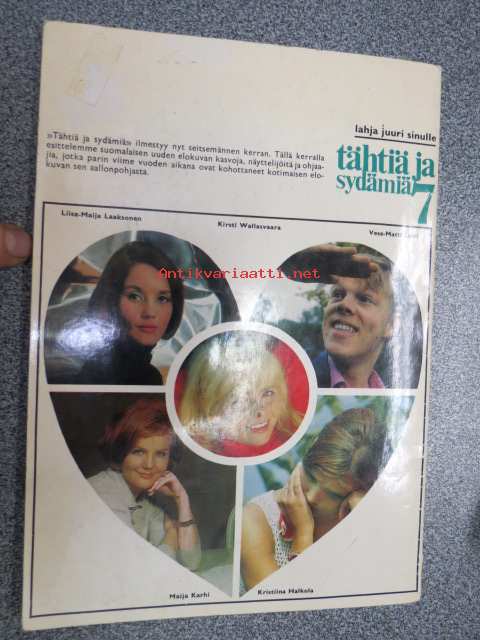 lahja juuri sinulle
tähtiä ja
sydämiä
7
»Tähtiä ja sydämiä» ilmestyy nyt seitsemännen kerran. Tällä kerralla
esittelemme suomalaisen uuden elokuvan kasvoja, näyttelijöitä ja ohjaa-
jia, jotka parin viime vuoden aikana ovat kohottaneet kotimaisen elo-
kuvan sen aallonpohjasta.
Liisa-Maija Laaksonen
Kirsti Wallasvaara
Vesa-Matti
Antikvariaatti.net
Maija Karhi
Kristiina Halkola